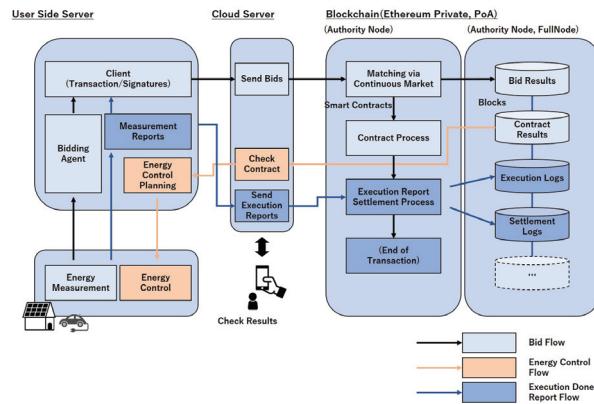 User Side Server
Cloud Server
Blockchain(Ethereum Private, PoA)
(Authority Node)
(Authority Node, FullNode)
Client
(Transaction/Signatures)
Send Bids
Matching via
Continuous Market
Bid Results
Smart Contracts
Blocks
Bidding
Agent
Measurement
Reports
Contract Process
Contract
Results
Energy
Control
Planning
Check
Contract
Send
Execution
Reports
Execution Report
Settlement Process
Execution Logs
Settlement
Logs
(End of
Transaction)
...
Energy
Measurement
Energy
Control
Check Results
Bid Flow
Energy Control
Flow
Execution Done
Report Flow